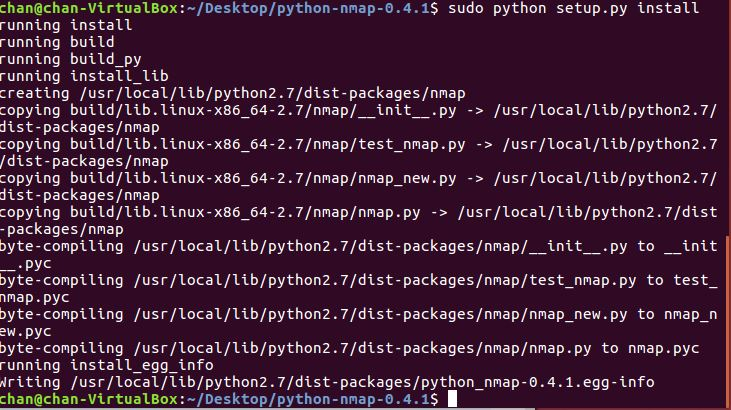 chan@chan-VirtualBox:~/Desktop/python-nmap-0.4.1$ sudo python setup.py install
running install
running build
running build_py
running install_lib
creating /usr/local/lib/python2.7/dist-packages/nmap
copying build/lib.linux-x86_64-2.7/nmap/__init__.py -> /usr/local/lib/python2.7/
dist-packages/nmap
copying build/lib.linux-x86_64-2.7/nmap/test_nmap.py -> /usr/local/lib/python2.7
/dist-packages/nmap
copying build/lib.linux-x86_64-2.7/nmap/nmap_new.py -> /usr/local/lib/python2.7/
dist-packages/nmap
copying build/lib.linux-x86_64-2.7/nmap/nmap.py -> /usr/local/lib/python2.7/dist
-packages/nmap
byte-compiling /usr/local/lib/python2.7/dist-packages/nmap/__init__.py to __init
__.pyc
byte-compiling /usr/local/lib/python2.7/dist-packages/nmap/test_nmap.py to test_
nmap.pyc
byte-compiling /usr/local/lib/python2.7/dist-packages/nmap/nmap_new.py to nmap_n
ew.pyc
byte-compiling /usr/local/lib/python2.7/dist-packages/nmap/nmap.py to nmap.pyc
running install_egg_info
Writing /usr/local/lib/python2.7/dist-packages/python_nmap-0.4.1.egg-info
chan@chan-VirtualBox:~/Desktop/python-nmap-0.4.1$